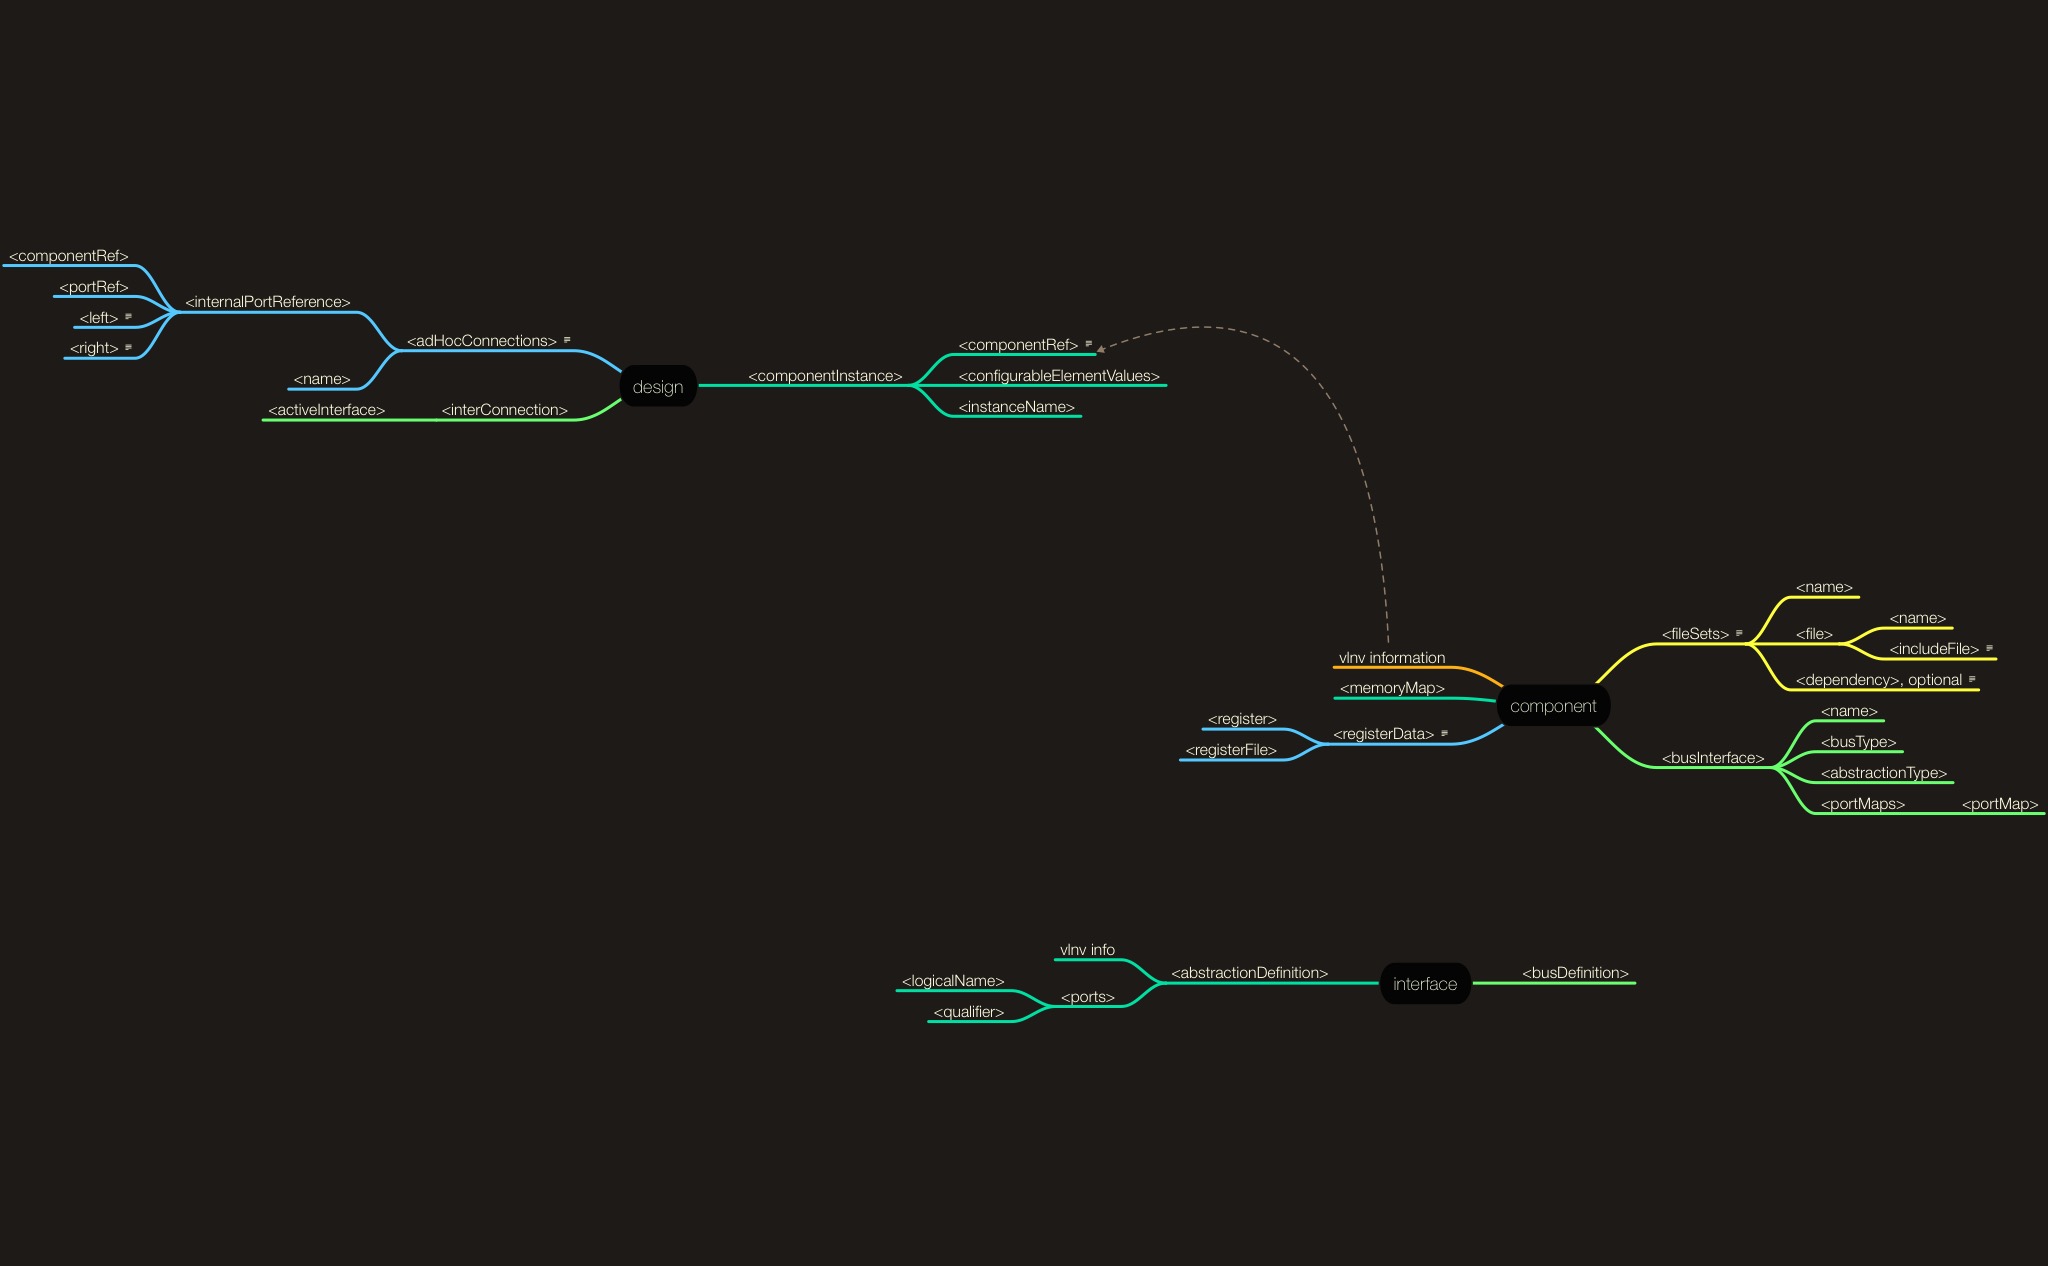 <componentRef>
<portRef>
<left>
<right>
<internalPortReference>
<name>
<adHocConnections>
<activeInterface>
<interConnection>
design
<componentInstance>
<componentRef>
<configurableElementValues>
<instanceName>
vlnv information
<memoryMap>
<register>
<registerFile>
<registerData>
component
<fileSets>
<name>
<file>
<name>
<includeFile>
<dependency>, optional
<busInterface>
<name>
<busType>
<abstractionType>
<portMaps>
<portMap>
vlnv info
<logicalName>
<qualifier>
<ports>
<abstractionDefinition>
interface
<busDefinition>